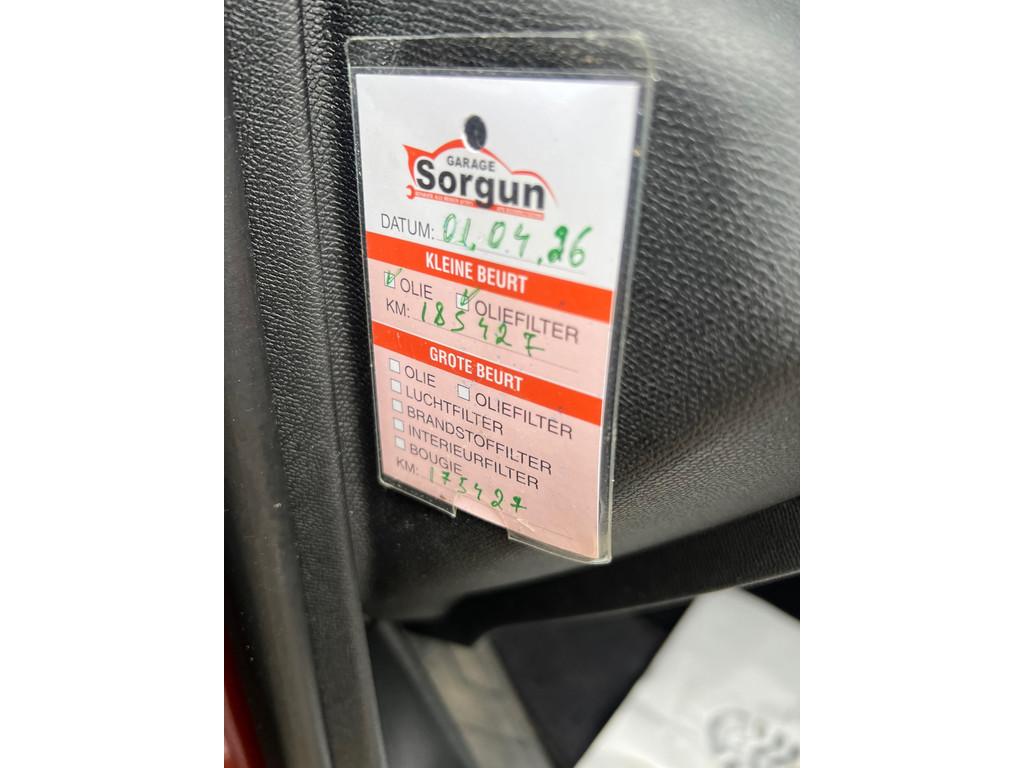 GARAGE
Sorgun
DATUM: 01.04.26
KLEINE BEURT
OLIE OLIEFILTER
KM: 185427
GROTE BEURT
OLIE OLIEFILTER
LUCHTFILTER
BRANDSTOFFILTER
INTERIEURFILTER
BOUGIE
KM: 175427